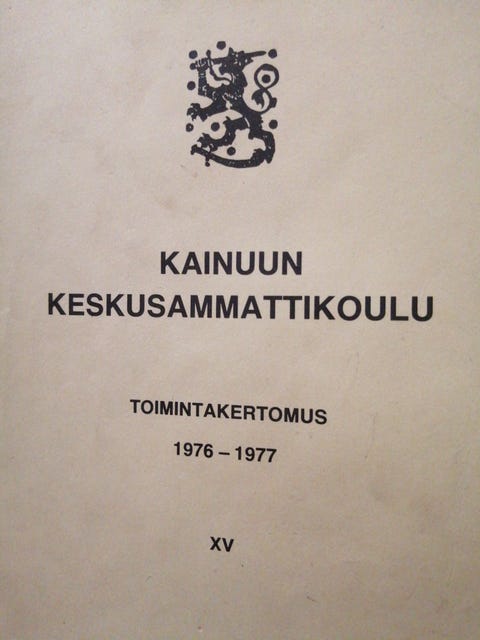 KAINUUN
KESKUSAMMATTIKOULU
TOIMINTAKERTOMUS
1976 – 1977
XV